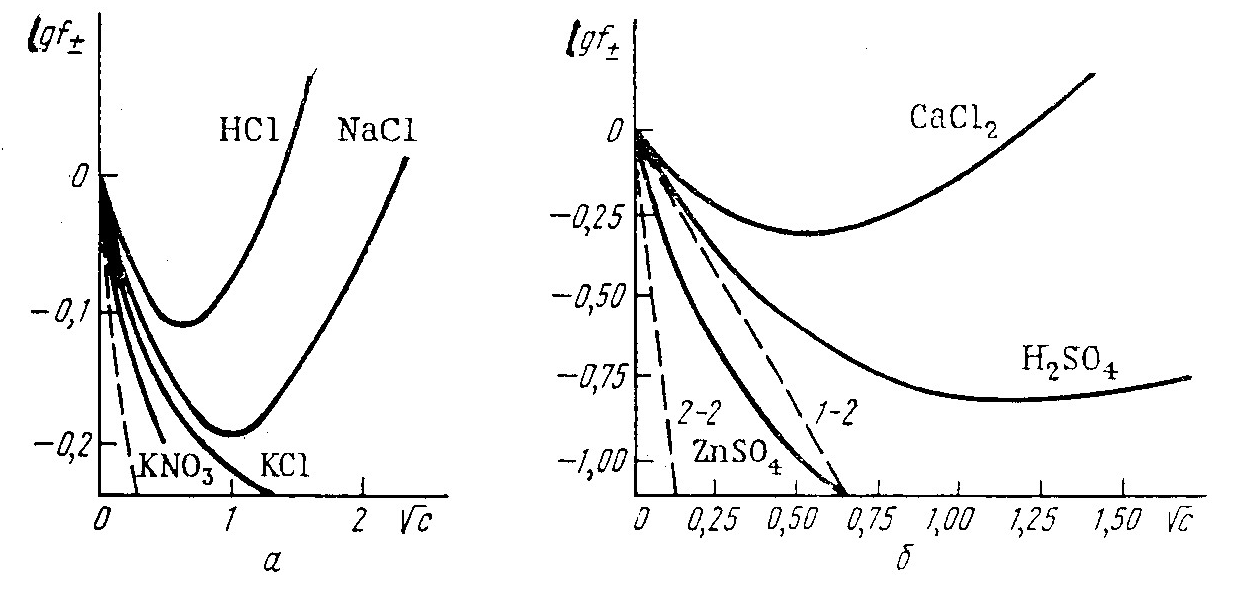 lgf±
HCl NaCl
0
−0,1
−0,2
KNO₃ KCl
0 1 2 √c
а
lgf±
CaCl₂
0
−0,25
−0,50
−0,75
−1,00
H₂SO₄
2-2 1-2
ZnSO₄
0 0,25 0,50 0,75 1,00 1,25 1,50 √c
б